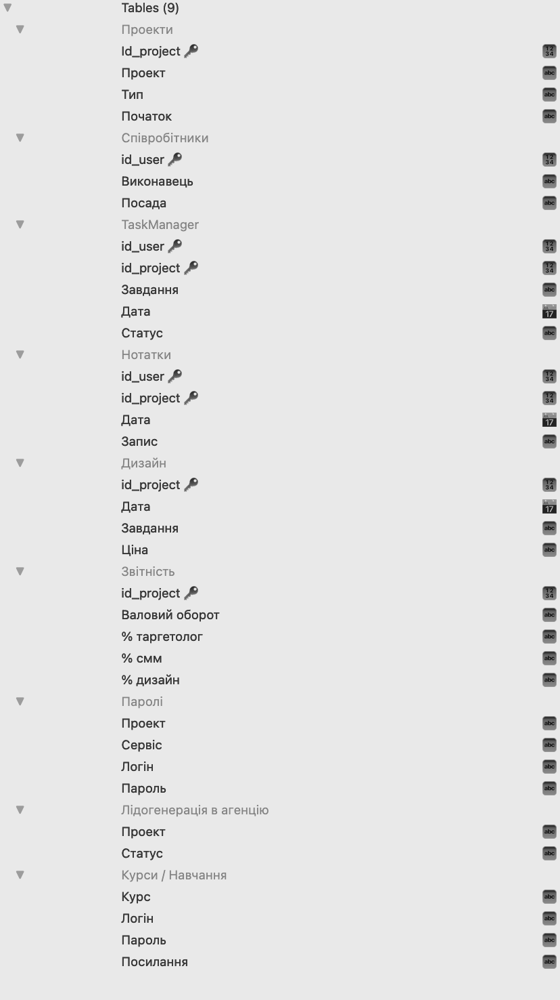 Tables (9)
Проекти
Id_project
Проект
Тип
Початок
Співробітники
id_user
Виконавець
Посада
TaskManager
id_user
id_project
Завдання
Дата
Статус
Нотатки
id_user
id_project
Дата
Запис
Дизайн
id_project
Дата
Завдання
Ціна
Звітність
id_project
Валовий оборот
% таргетолог
% смм
% дизайн
Паролі
Проект
Сервіс
Логін
Пароль
Лідогенерація в агенцію
Проект
Статус
Курси / Навчання
Курс
Логін
Пароль
Посилання